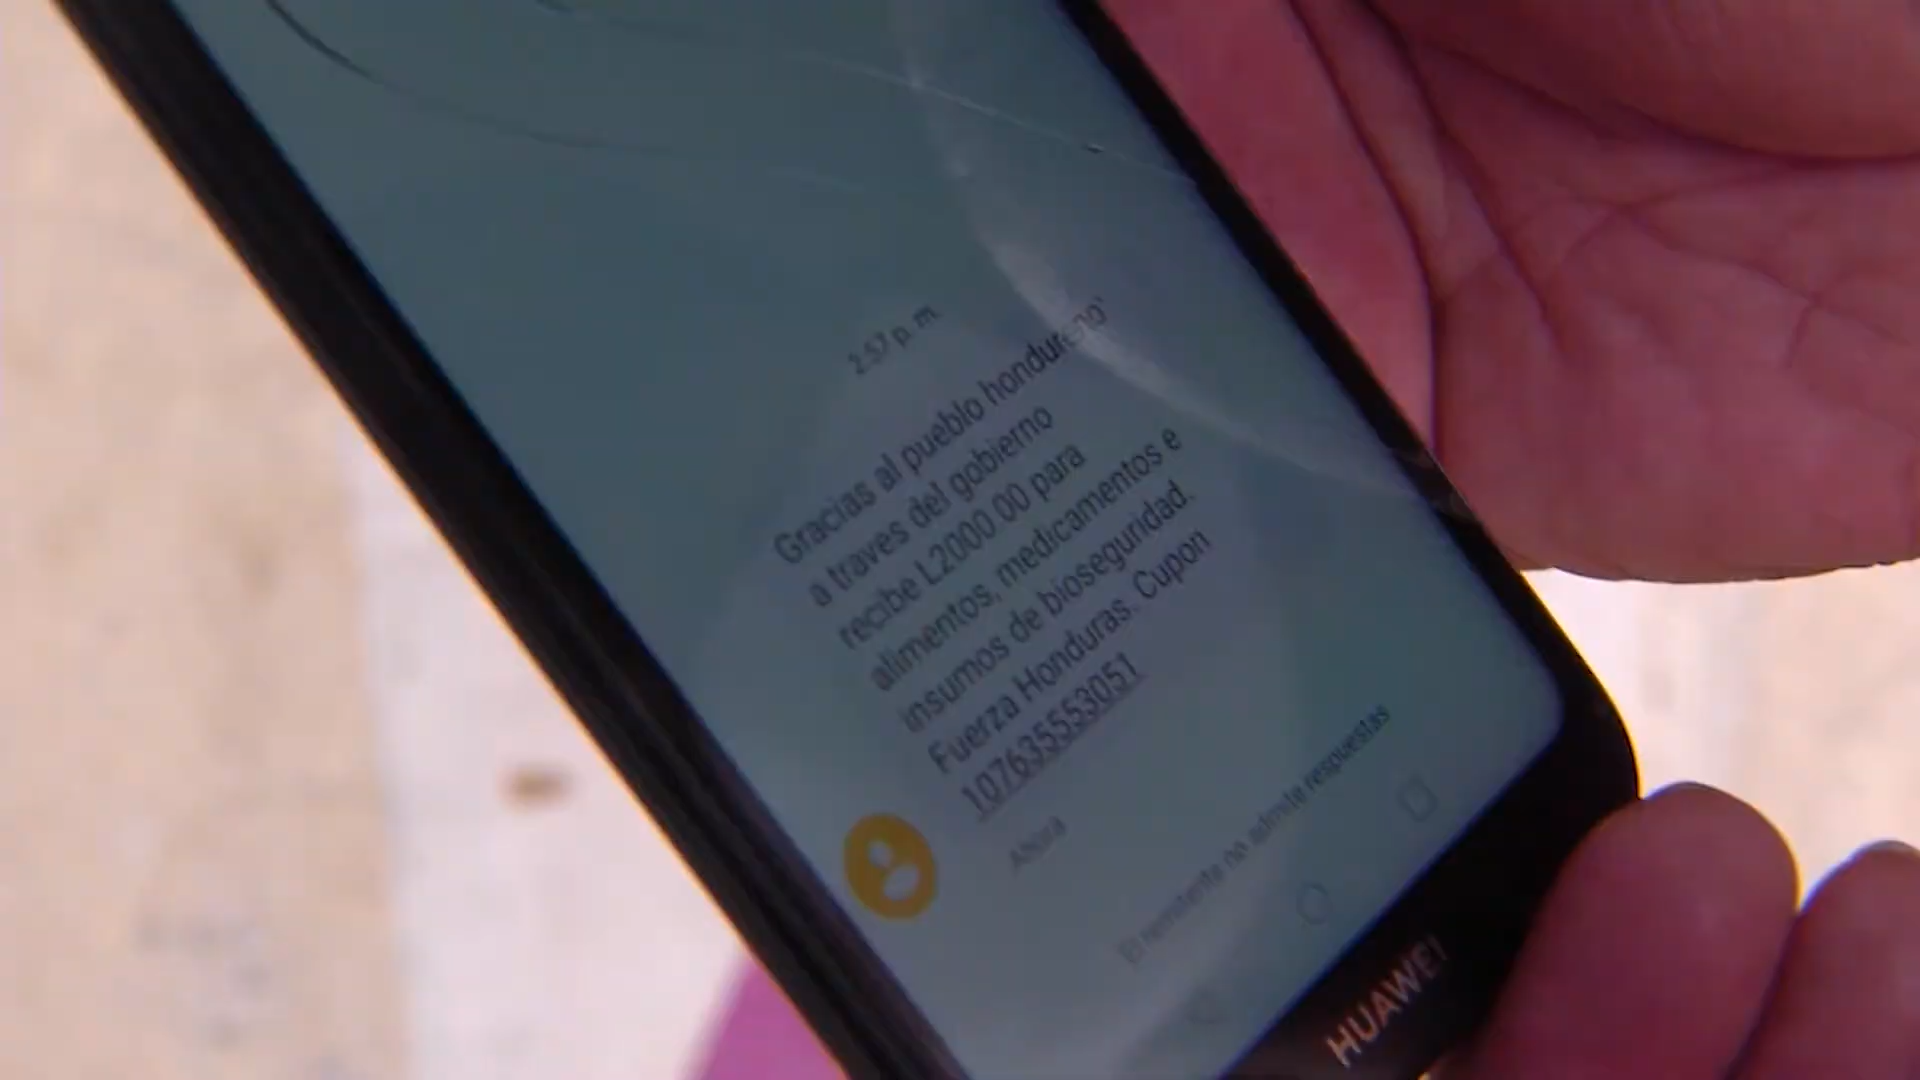 2:57 p. m.
Gracias al pueblo hondureno"
a traves del gobierno
recibe L2000.00 para
alimentos, medicamentos e
insumos de bioseguridad.
Fuerza Honduras. Cupon
107635553051
Ahora
El remitente no admite respuestas
HUAWEI